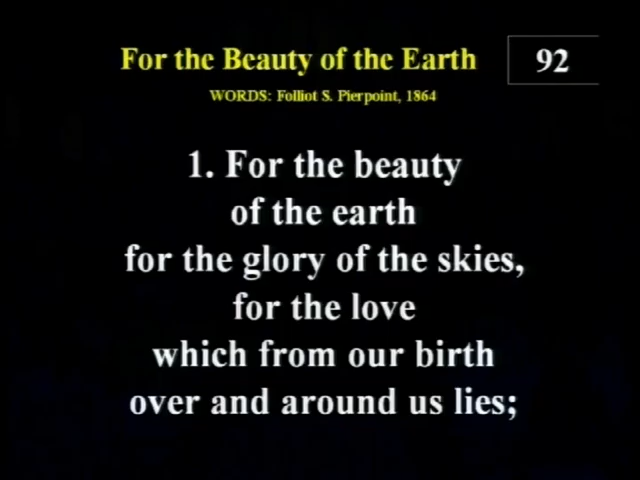 For the Beauty of the Earth
92
WORDS: Folliot S. Pierpoint, 1864
1. For the beauty
of the earth
for the glory of the skies,
for the love
which from our birth
over and around us lies;